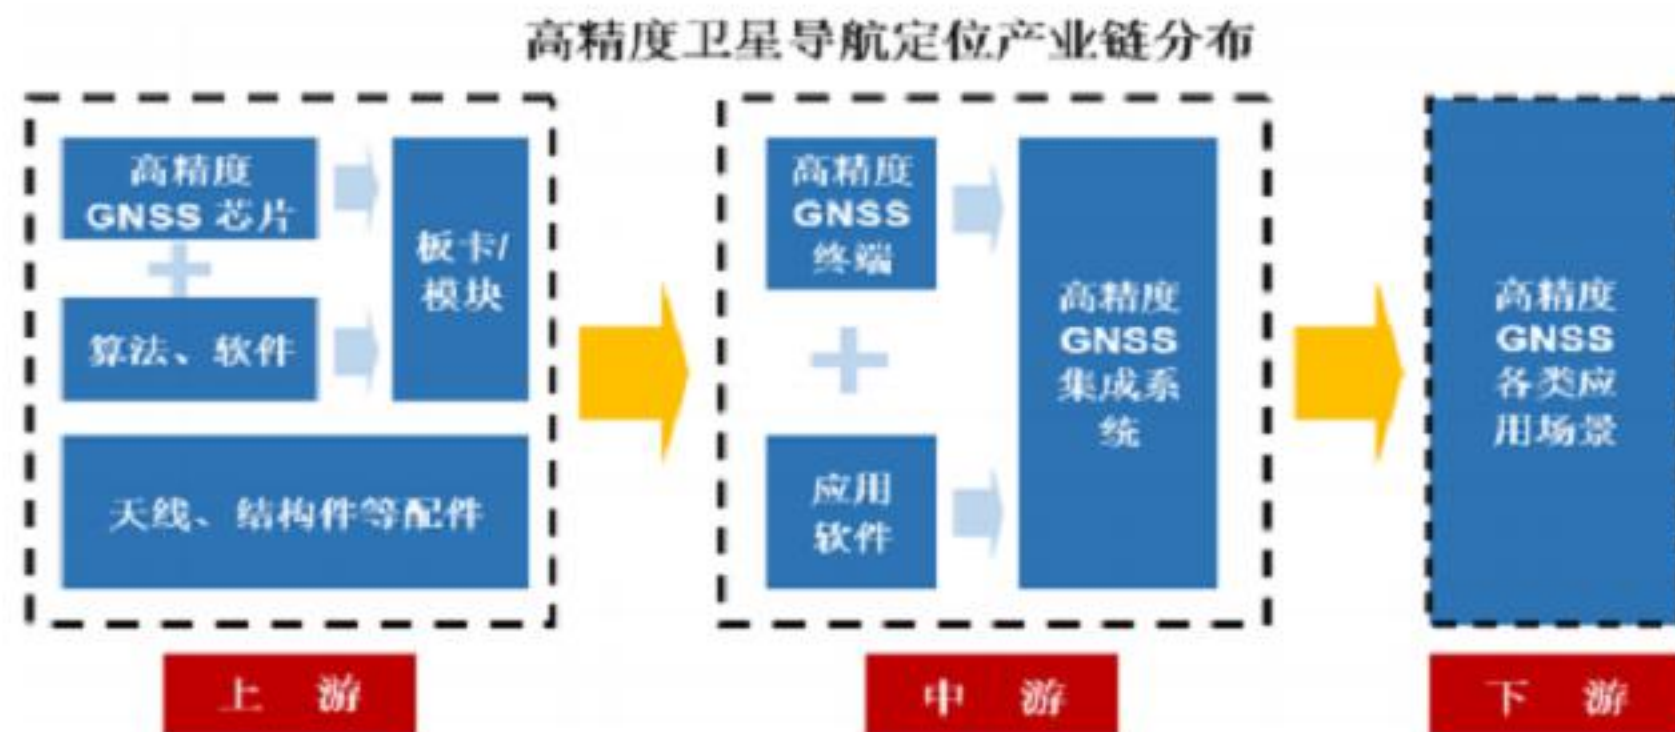 高精度卫星导航定位产业链分布
高精度
GNSS 芯片
算法、软件
板卡/
模块
天线、结构件等配件
上 游
高精度
GNSS
终端
应用
软件
高精度
GNSS
集成系
统
中 游
高精度
GNSS
各类应
用场景
下 游